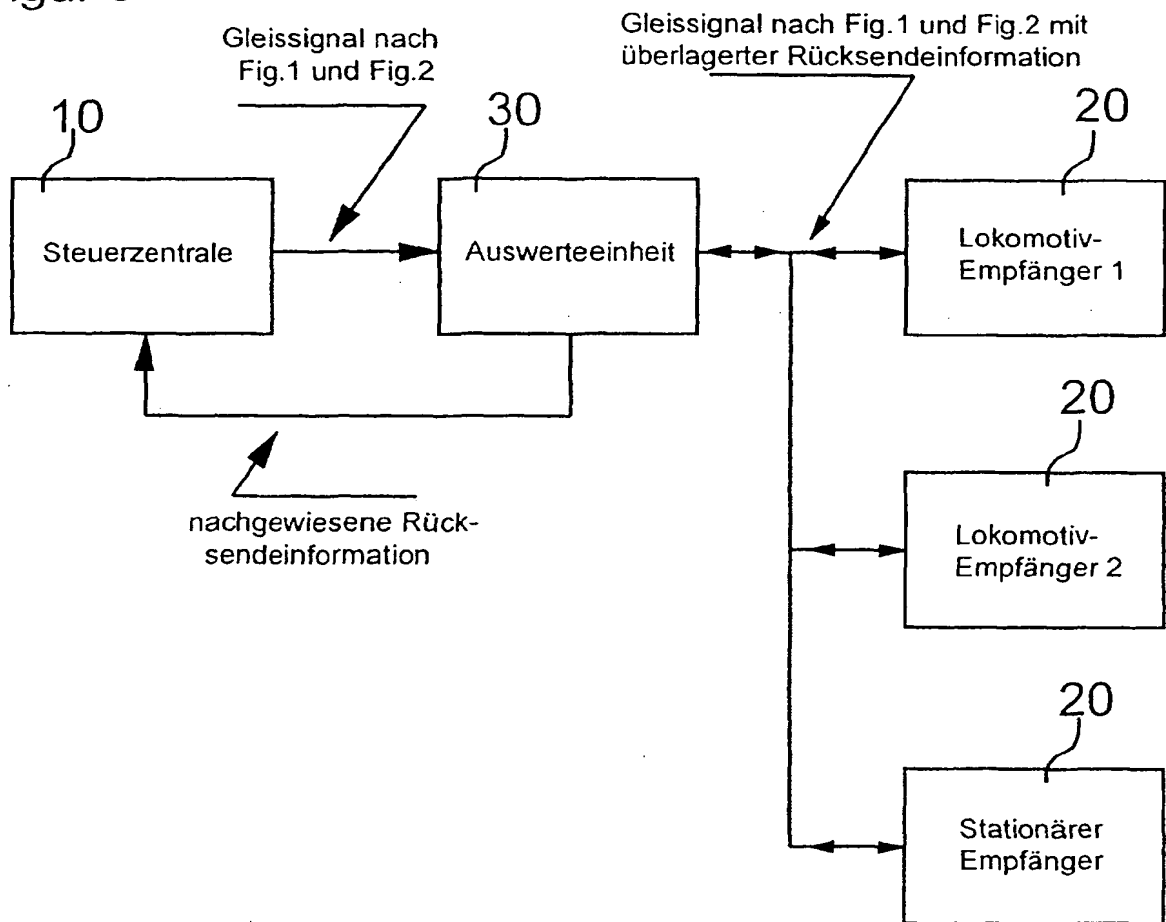 Gleissignal nach
Fig.1 und Fig.2
Gleissignal nach Fig.1 und Fig.2 mit
überlagerter Rücksendeinformation
10
30
20
Steuerzentrale
Auswerteeinheit
Lokomotiv-
Empfänger 1
nachgewiesene Rück-
sendeinformation
20
Lokomotiv-
Empfänger 2
20
Stationärer
Empfänger